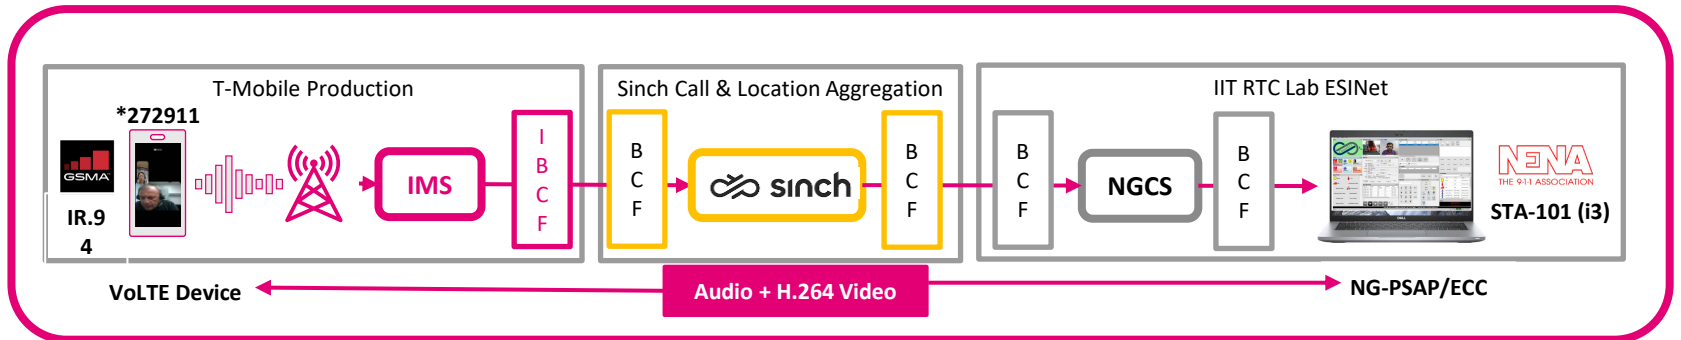 T-Mobile Production
Sinch Call & Location Aggregation
IIT RTC Lab ESINet
*272911
GSMA
IR.9
4
IMS
I
B
C
F
B
C
F
sinch
B
C
F
B
C
F
NGCS
B
C
F
DELL
NENA
THE 9-1-1 ASSOCIATION
STA-101 (i3)
VoLTE Device
Audio + H.264 Video
NG-PSAP/ECC